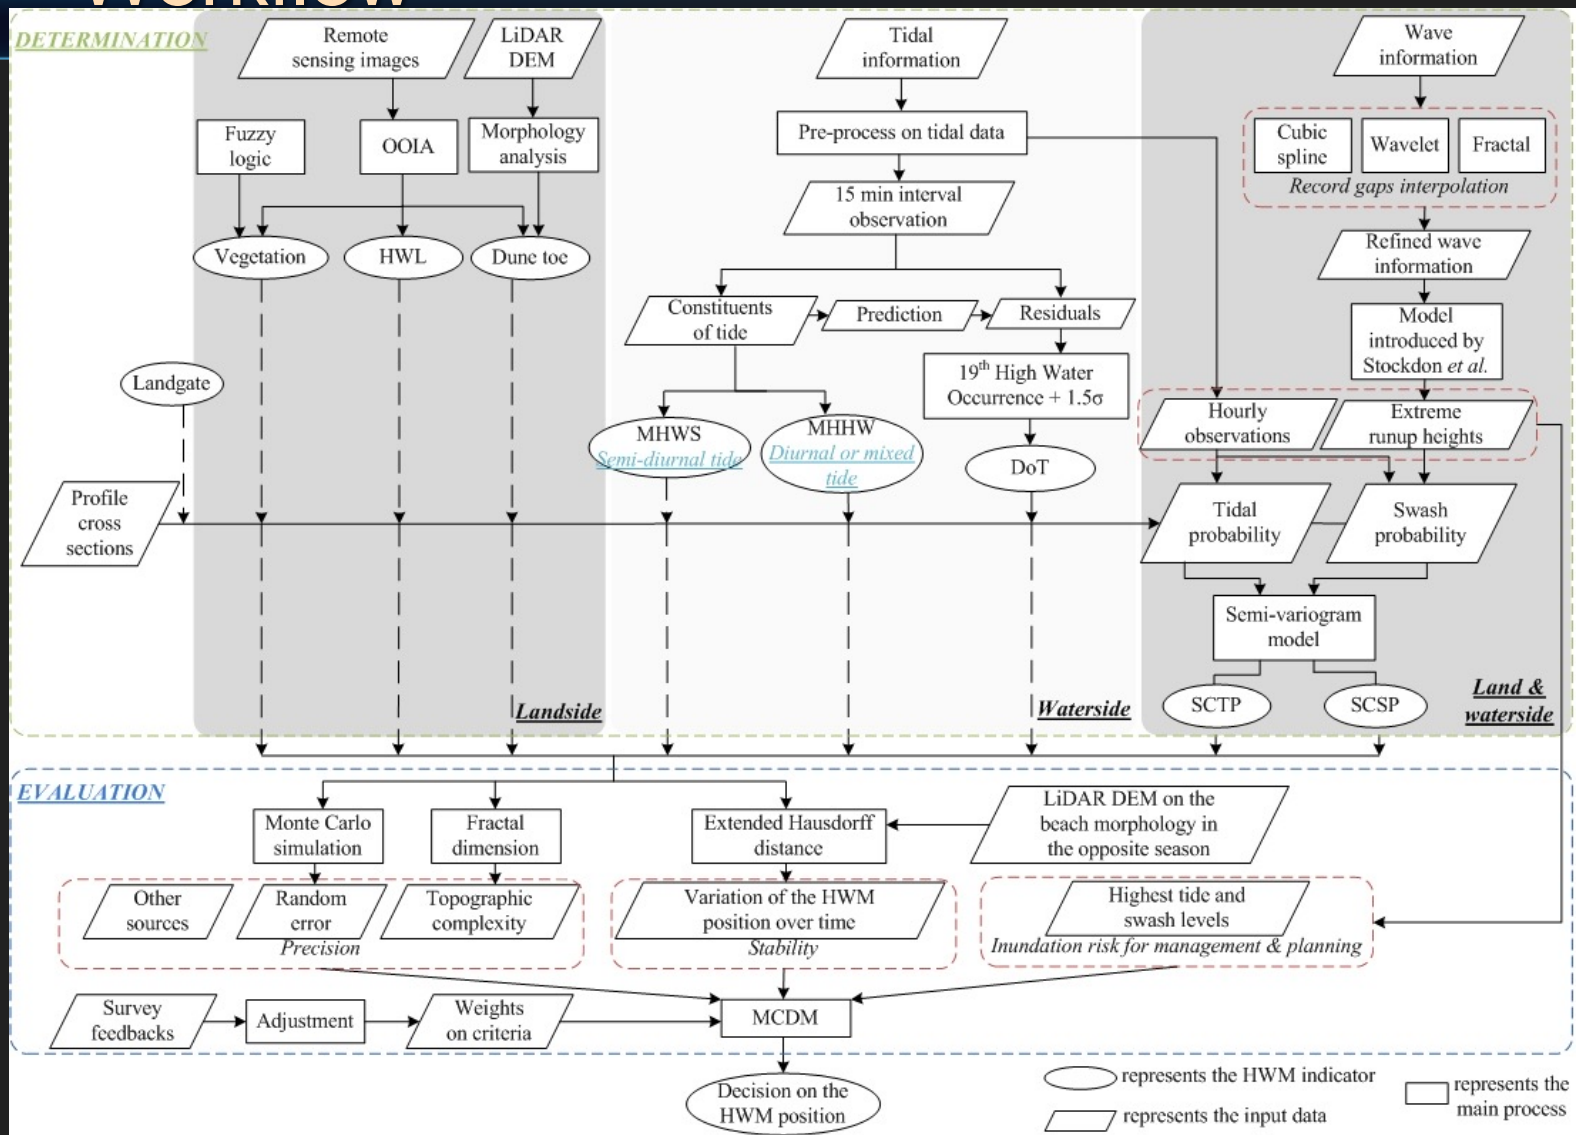 Workflow
DETERMINATION
Remote
sensing images
LiDAR
DEM
Fuzzy
logic
OOIA
Morphology
analysis
Vegetation
HWL
Dune toe
Landgate
Profile
cross
sections
Landside
Tidal
information
Pre-process on tidal data
15 min interval
observation
Constituents
of tide
Prediction
Residuals
19th High Water
Occurrence + 1.5σ
MHWS
Semi-diurnal tide
MHHW
Diurnal or mixed
tide
DoT
Waterside
Wave
information
Cubic
spline
Wavelet
Fractal
Record gaps interpolation
Refined wave
information
Model
introduced by
Stockdon et al.
Hourly
observations
Extreme
runup heights
Tidal
probability
Swash
probability
Semi-variogram
model
SCTP
SCSP
Land &
waterside
EVALUATION
Monte Carlo
simulation
Fractal
dimension
Extended Hausdorff
distance
LiDAR DEM on the
beach morphology in
the opposite season
Other
sources
Random
error
Topographic
complexity
Precision
Variation of the HWM
position over time
Stability
Highest tide and
swash levels
Inundation risk for management & planning
Survey
feedbacks
Adjustment
Weights
on criteria
MCDM
Decision on the
HWM position
represents the HWM indicator
represents the input data
represents the
main process